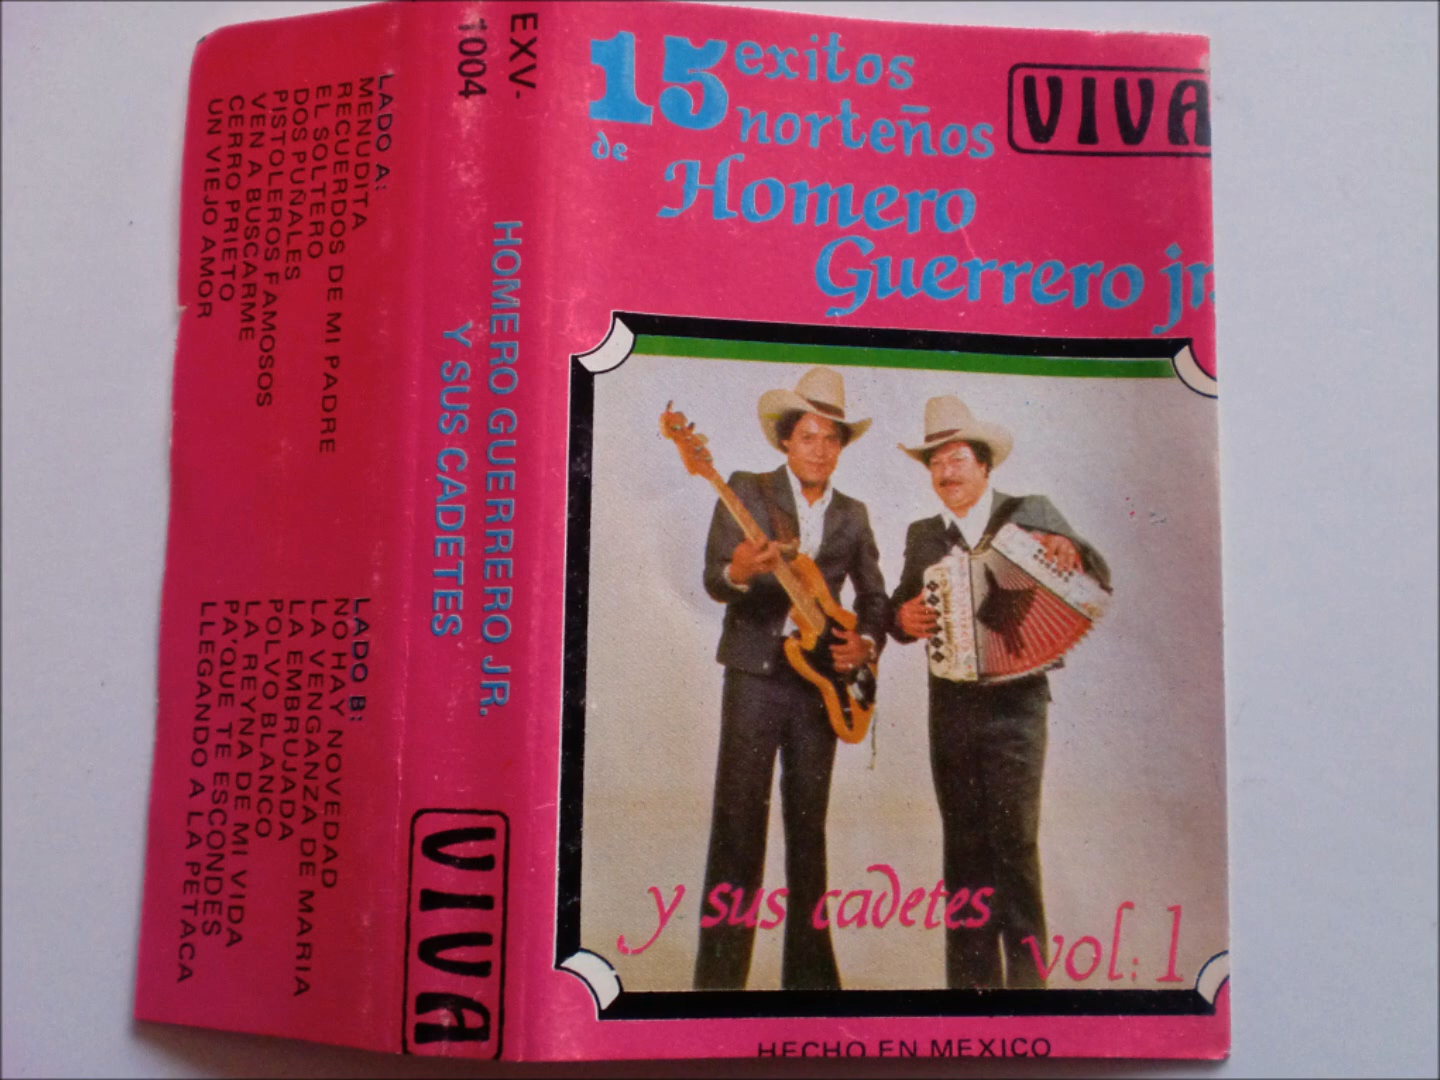 LADO A:
MENUDITA
RECUERDOS DE MI PADRE
EL SOLTERO
DOS PUÑALES
PISTOLEROS FAMOSOS
VEN A BUSCARME
CERRO PRIETO
UN VIEJO AMOR
LADO B:
NO HAY NOVEDAD
LA VENGANZA DE MARIA
LA EMBRUJADA
POLVO BLANCO
LA REYNA DE MI VIDA
PA'QUE TE ESCONDES
LLEGANDO A LA PETACA
EXV-
1004
HOMERO GUERRERO JR.
Y SUS CADETES
VIVA
15 exitos
norteños
de
Homero
Guerrero jr.
VIVA
y sus cadetes
vol: 1
HECHO EN MEXICO